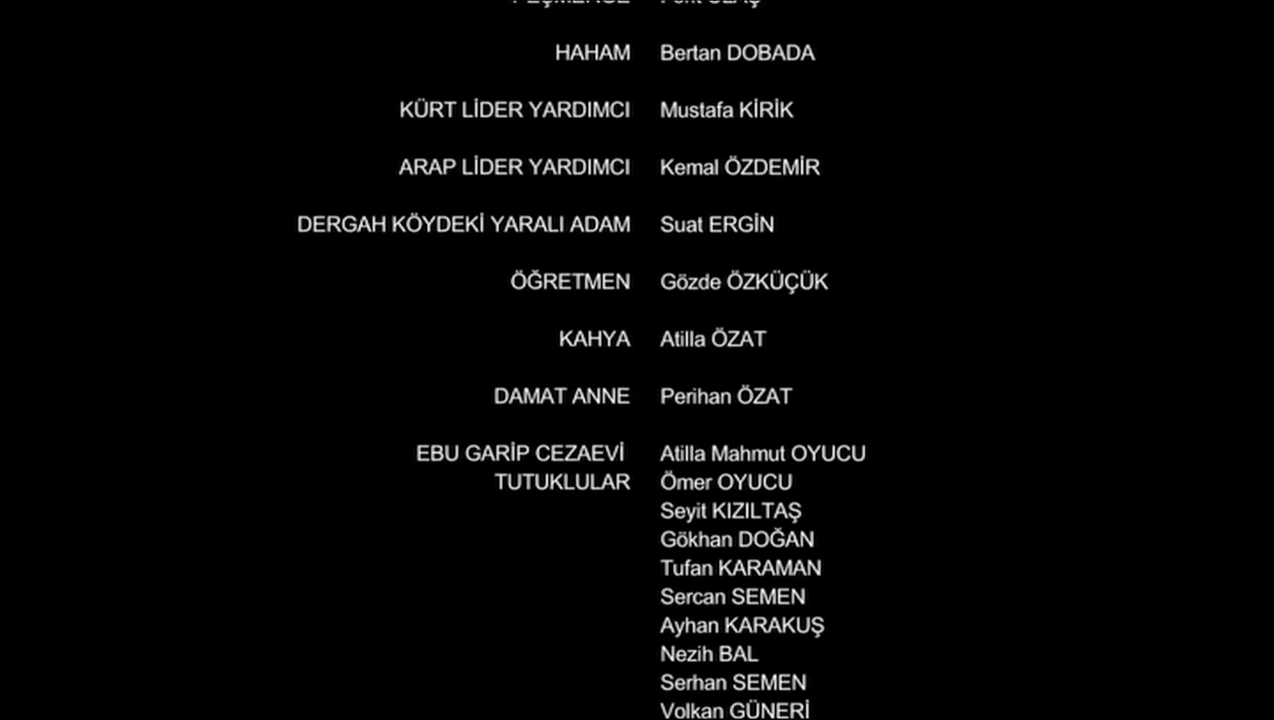 HAHAM Bertan DOBADA
KÜRT LİDER YARDIMCI Mustafa KİRİK
ARAP LİDER YARDIMCI Kemal ÖZDEMİR
DERGAH KÖYDEKİ YARALI ADAM Suat ERGİN
ÖĞRETMEN Gözde ÖZKÜÇÜK
KAHYA Atilla ÖZAT
DAMAT ANNE Perihan ÖZAT
EBU GARİP CEZAEVİ Atilla Mahmut OYUCU
TUTUKLULAR Ömer OYUCU
Seyit KIZILTAŞ
Gökhan DOĞAN
Tufan KARAMAN
Sercan SEMEN
Ayhan KARAKUŞ
Nezih BAL
Serhan SEMEN
Volkan GÜNERİ